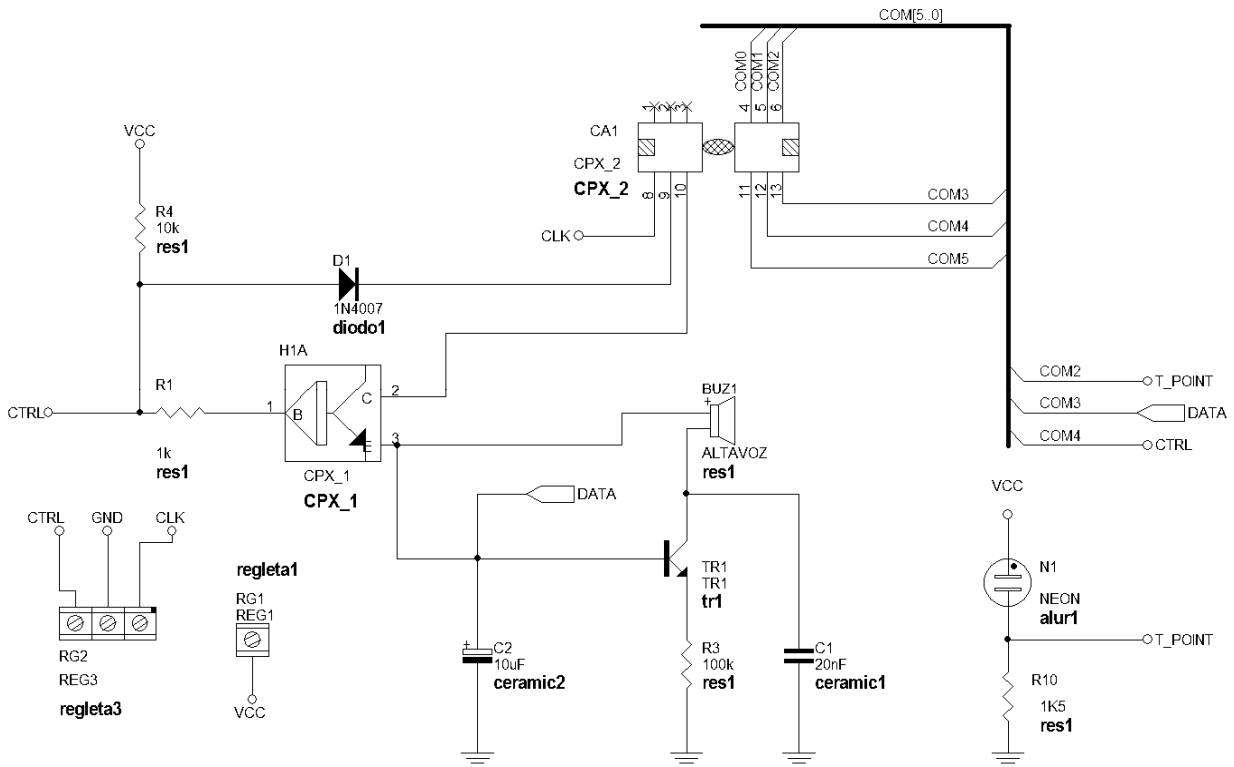 COM[5..0]
COM0
COM1
COM2
1
2
3
4
5
6
VCC
CA1
CPX_2
CPX_2
8
9
10
11
12
13
COM3
R4
10k
res1
CLK
COM4
COM5
D1
1N4007
diodo1
H1A
R1
CTRL
1
B
C
2
E
3
1k
res1
CPX_1
CPX_1
BUZ1
+
ALTAVOZ
res1
COM2
T_POINT
COM3
DATA
COM4
CTRL
VCC
DATA
CTRL
GND
CLK
regleta1
RG1
REG1
TR1
TR1
tr1
N1
NEON
alur1
T_POINT
RG2
REG3
regleta3
VCC
+
C2
10uF
ceramic2
R3
100k
res1
C1
20nF
ceramic1
R10
1K5
res1